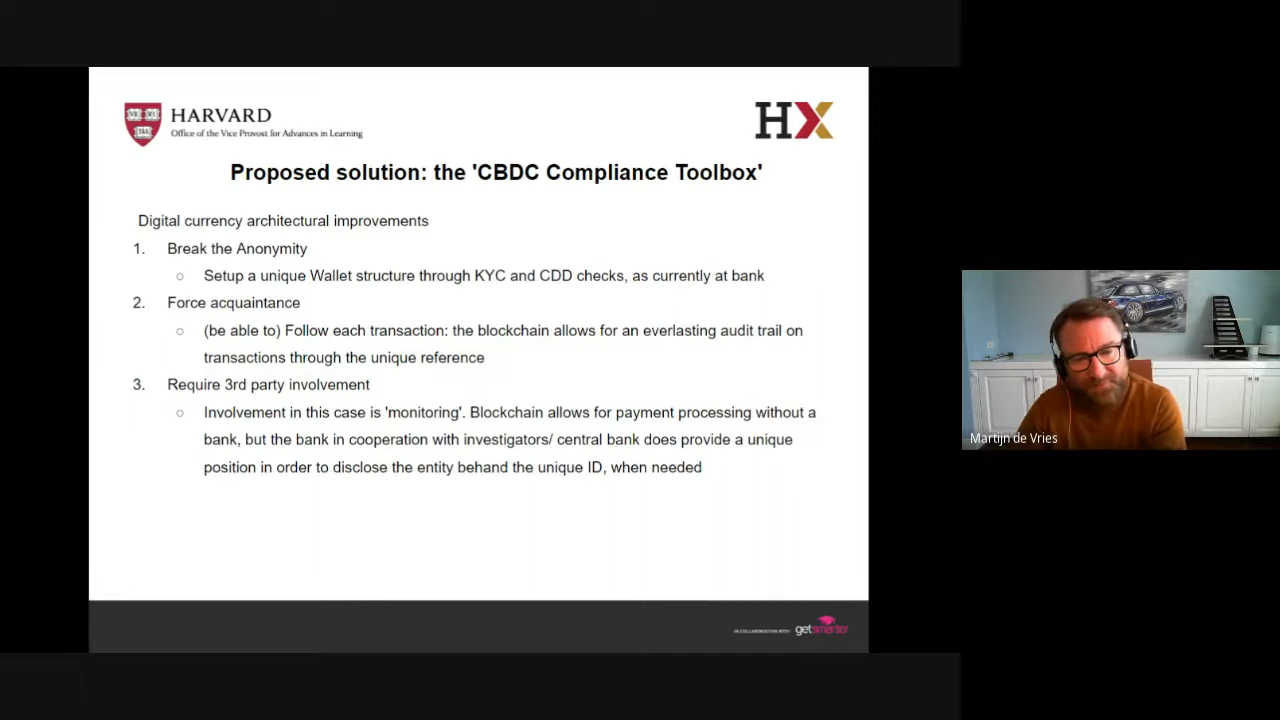 HARVARD
Office of the Vice Provost for Advances in Learning
HX
Proposed solution: the 'CBDC Compliance Toolbox'
Digital currency architectural improvements
1. Break the Anonymity
○ Setup a unique Wallet structure through KYC and CDD checks, as currently at bank
2. Force acquaintance
○ (be able to) Follow each transaction: the blockchain allows for an everlasting audit trail on
transactions through the unique reference
3. Require 3rd party involvement
○ Involvement in this case is 'monitoring'. Blockchain allows for payment processing without a
bank, but the bank in cooperation with investigators/ central bank does provide a unique
position in order to disclose the entity behand the unique ID, when needed
IN COLLABORATION WITH getsmarter
Martijn de Vries